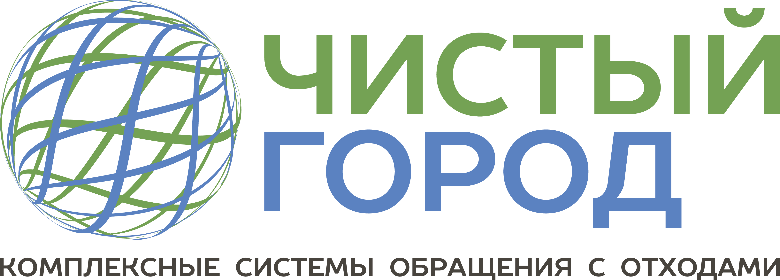 ЧИСТЫЙ
ГОРОД
КОМПЛЕКСНЫЕ СИСТЕМЫ ОБРАЩЕНИЯ С ОТХОДАМИ